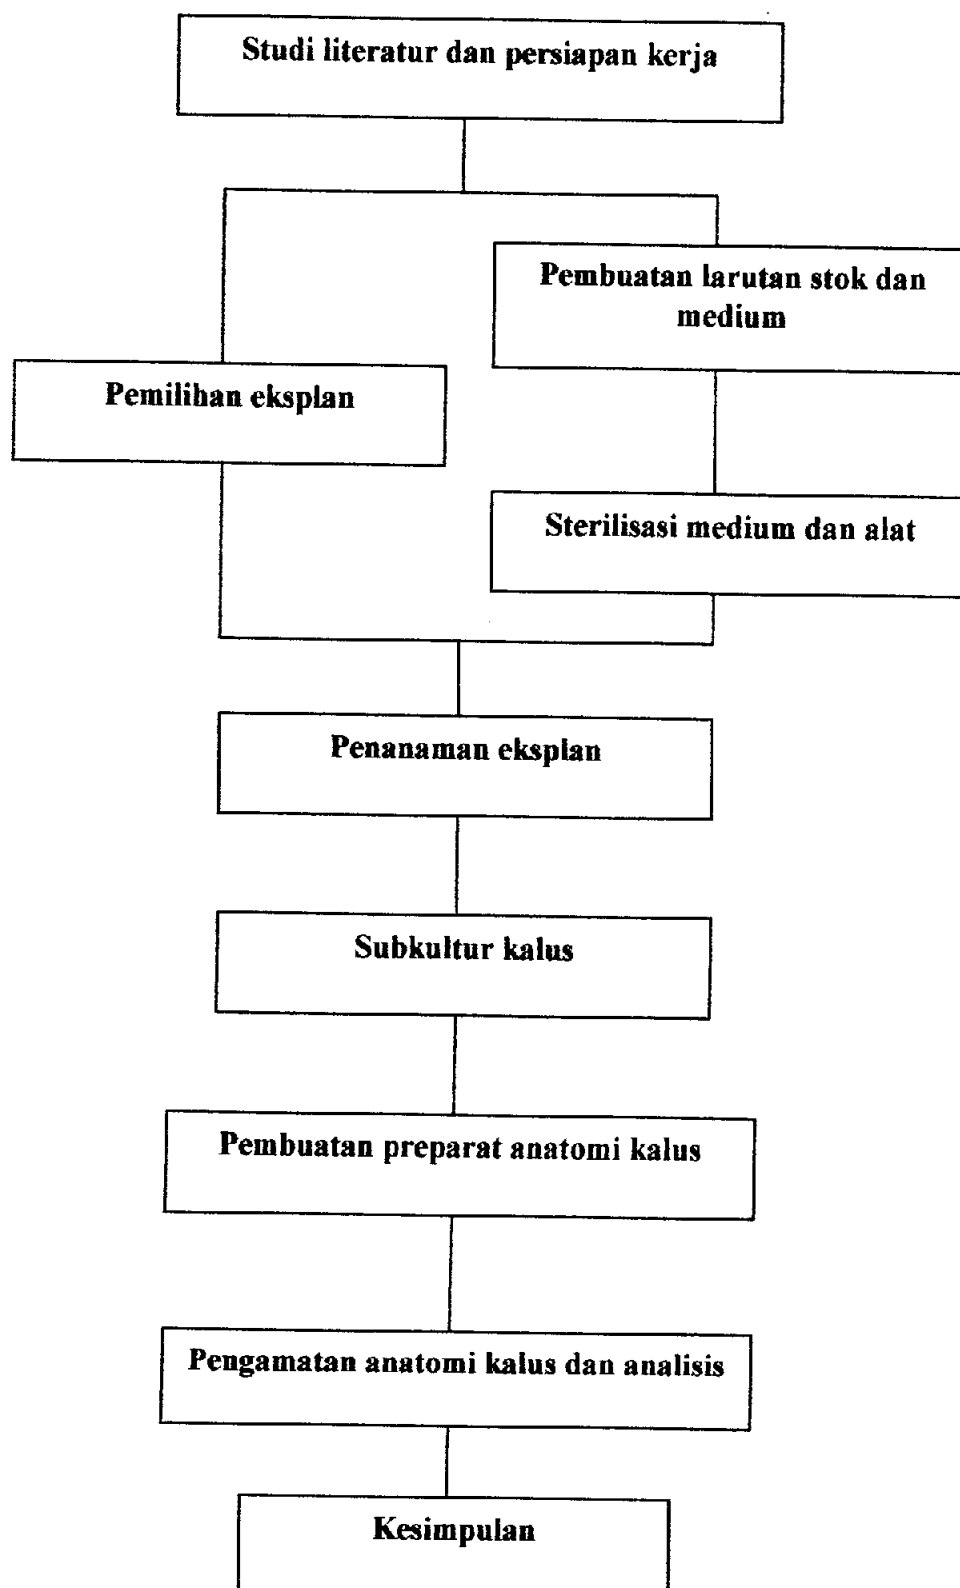 Studi literatur dan persiapan kerja
Pembuatan larutan stok dan
medium
Pemilihan eksplan
Sterilisasi medium dan alat
Penanaman eksplan
Subkultur kalus
Pembuatan preparat anatomi kalus
Pengamatan anatomi kalus dan analisis
Kesimpulan